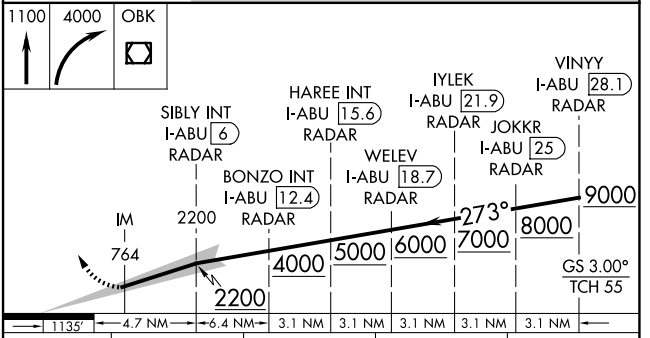 1100 4000 OBK
VINYY
I-ABU 28.1
RADAR
IYLEK
I-ABU 21.9
RADAR
HAREE INT
I-ABU 15.6
RADAR
JOKKR
I-ABU 25
RADAR
SIBLY INT
I-ABU 6
RADAR
WELEV
I-ABU 18.7
RADAR
BONZO INT
I-ABU 12.4
RADAR
IM
764
2200
273°
9000
8000
7000
6000
5000
4000
2200
GS 3.00°
TCH 55
1135' 4.7 NM 6.4 NM 3.1 NM 3.1 NM 3.1 NM 3.1 NM 3.1 NM